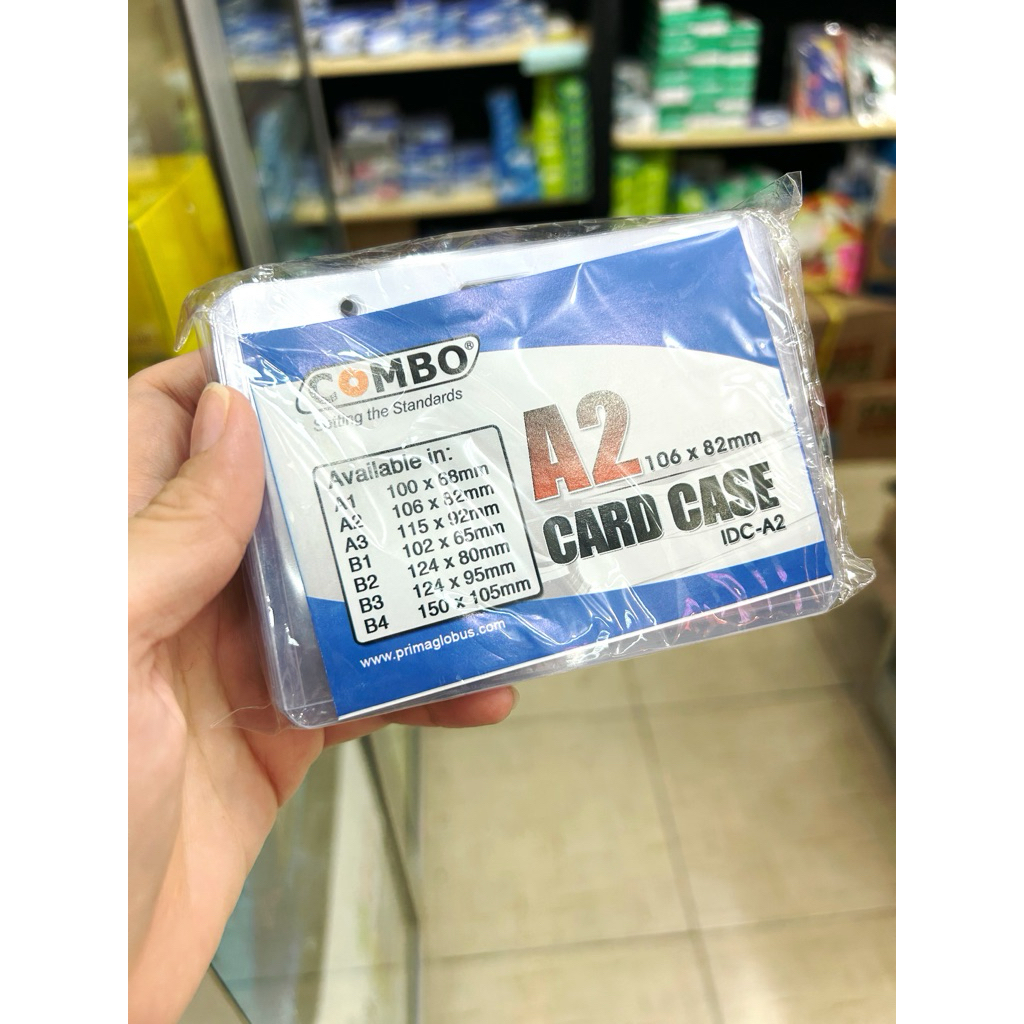 COMBO®
Setting the Standards
A2 106 x 82mm
CARD CASE
IDC-A2
Available in:
A1 100 x 68mm
A2 106 x 82mm
A3 115 x 92mm
B1 102 x 65mm
B2 124 x 80mm
B3 124 x 95mm
B4 150 x 105mm
www.primaglobus.com